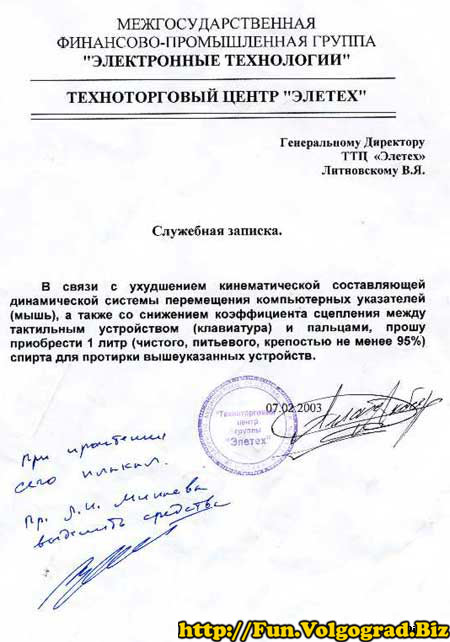 МЕЖГОСУДАРСТВЕННАЯ
ФИНАНСОВО-ПРОМЫШЛЕННАЯ ГРУППА
"ЭЛЕКТРОННЫЕ ТЕХНОЛОГИИ"
ТЕХНОТОРГОВЫЙ ЦЕНТР "ЭЛЕТЕХ"
Генеральному Директору
ТТЦ «Элетех»
Литновскому В.Я.
Служебная записка.
В связи с ухудшением кинематической составляющей
динамической системы перемещения компьютерных указателей
(мышь), а также со снижением коэффициента сцепления между
тактильным устройством (клавиатура) и пальцами, прошу
приобрести 1 литр (чистого, питьевого, крепостью не менее 95%)
спирта для протирки вышеуказанных устройств.
07.02.2003
"Техноторговый
центр
группы
"Элетех"
При прочтении
сего плакал.
Пр. Л.И. Минаева
выделить средства
http://Fun.Volgograd.Biz